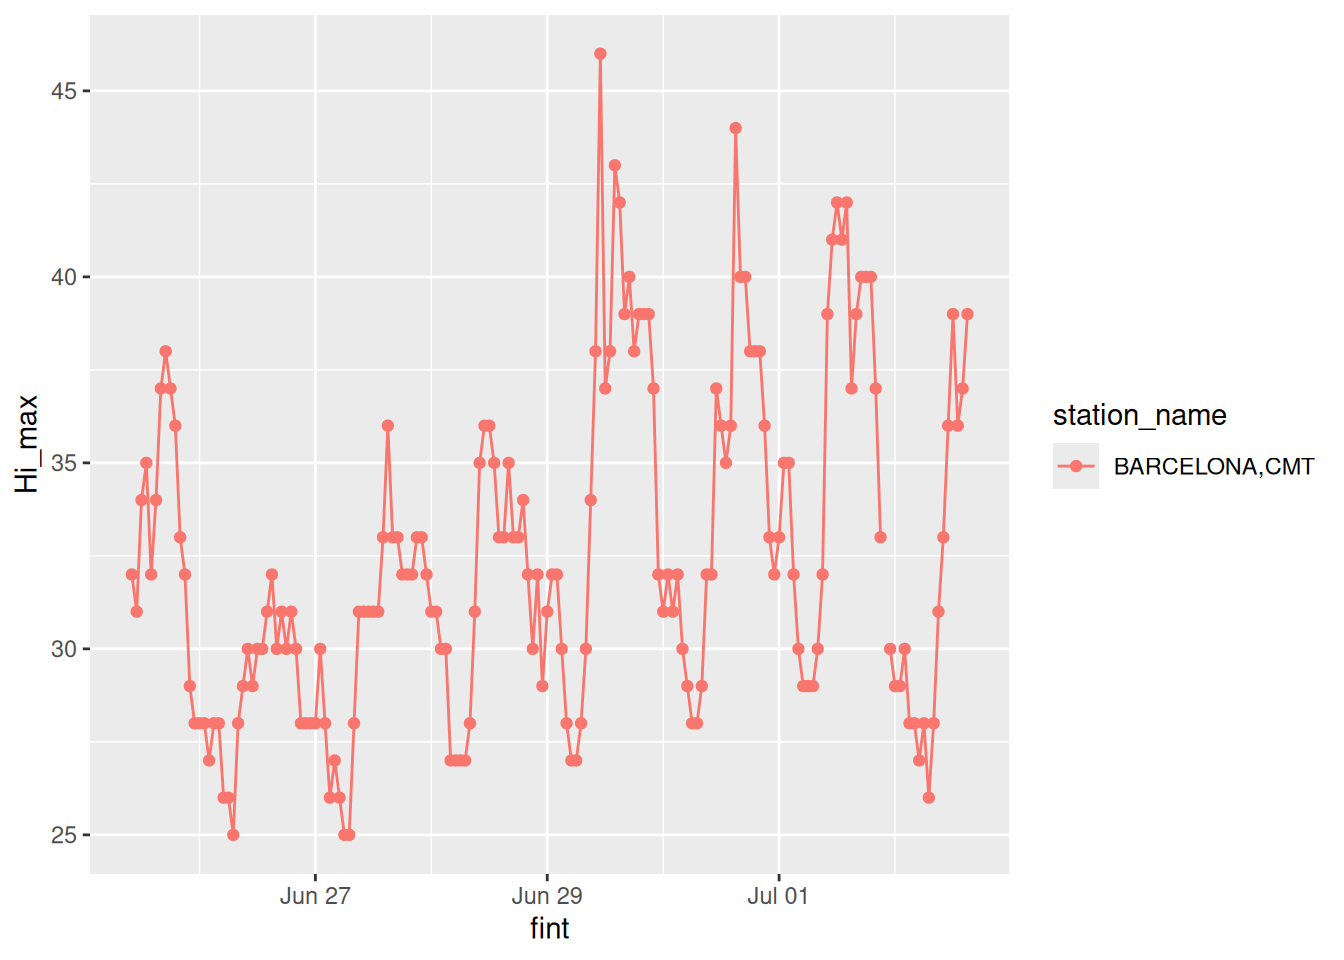 Hi_max
45
40
35
30
25
Jun 27
Jun 29
Jul 01
fint
station_name
BARCELONA,CMT